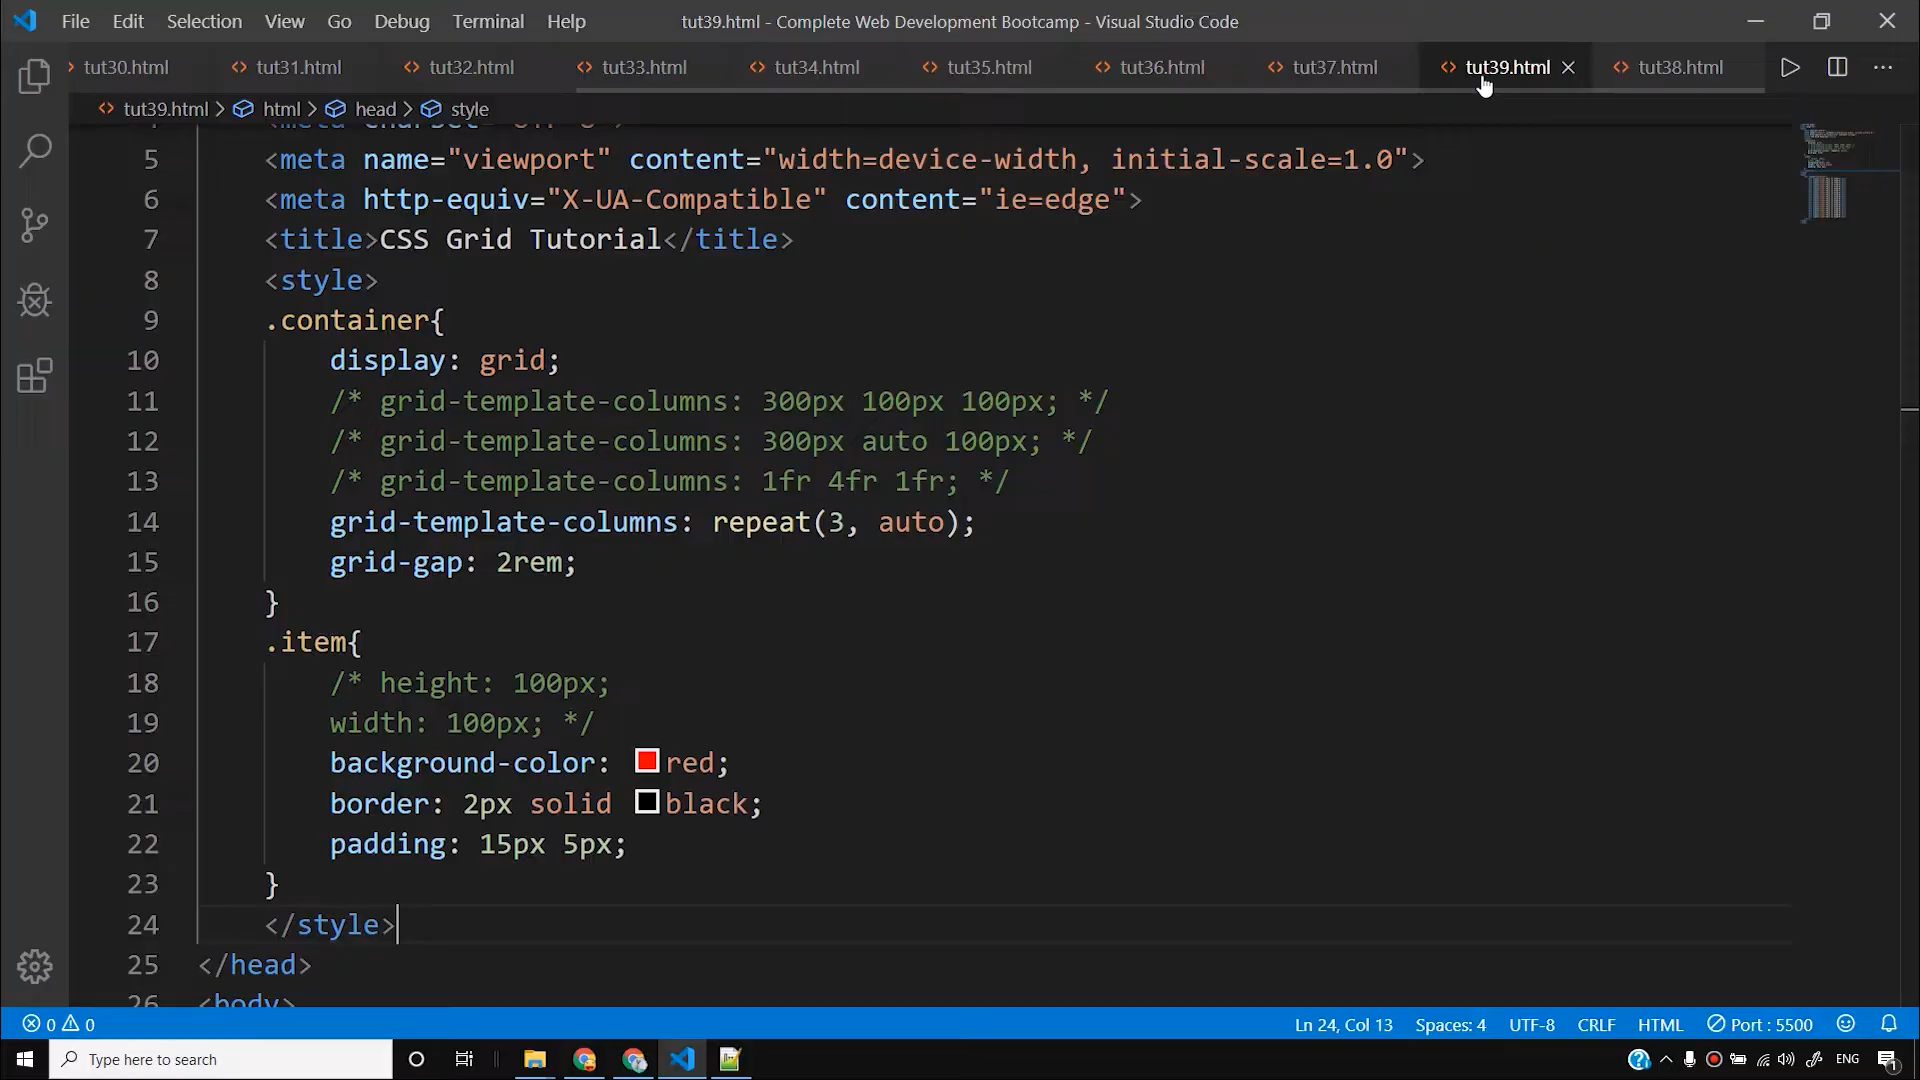 File Edit Selection View Go Debug Terminal Help tut39.html - Complete Web Development Bootcamp - Visual Studio Code
tut30.html tut31.html tut32.html tut33.html tut34.html tut35.html tut36.html tut37.html tut39.html tut38.html
tut39.html > html > head > style
5 <meta name="viewport" content="width=device-width, initial-scale=1.0">
6 <meta http-equiv="X-UA-Compatible" content="ie=edge">
7 <title>CSS Grid Tutorial</title>
8 <style>
9 .container{
10 display: grid;
11 /* grid-template-columns: 300px 100px 100px; */
12 /* grid-template-columns: 300px auto 100px; */
13 /* grid-template-columns: 1fr 4fr 1fr; */
14 grid-template-columns: repeat(3, auto);
15 grid-gap: 2rem;
16 }
17 .item{
18 /* height: 100px;
19 width: 100px; */
20 background-color: red;
21 border: 2px solid black;
22 padding: 15px 5px;
23 }
24 </style>
25 </head>
26 <body>
0 0 Ln 24, Col 13 Spaces: 4 UTF-8 CRLF HTML Port : 5500
Type here to search ENG 1